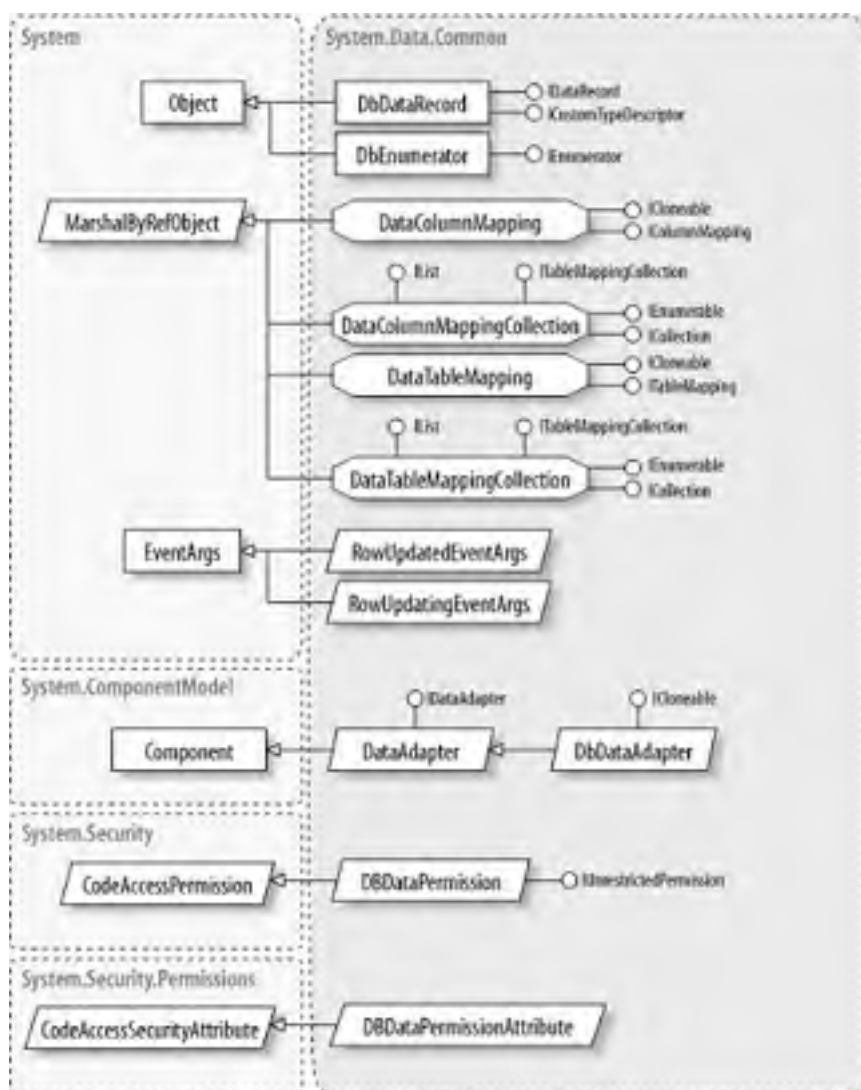 System
System.Data.Common
Object
DbDataRecord
IDataRecord
ICustomTypeDescriptor
DbEnumerator
IEnumerator
MarshalByRefObject
DataColumnMapping
ICloneable
IColumnMapping
IList
ITableMappingCollection
DataColumnMappingCollection
IEnumerable
ICollection
DataTableMapping
ICloneable
ITableMapping
IList
ITableMappingCollection
DataTableMappingCollection
IEnumerable
ICollection
EventArgs
RowUpdatedEventArgs
RowUpdatingEventArgs
System.ComponentModel
IDataAdapter
ICloneable
Component
DataAdapter
DbDataAdapter
System.Security
CodeAccessPermission
DBDataPermission
IUnrestrictedPermission
System.Security.Permissions
CodeAccessSecurityAttribute
DBDataPermissionAttribute